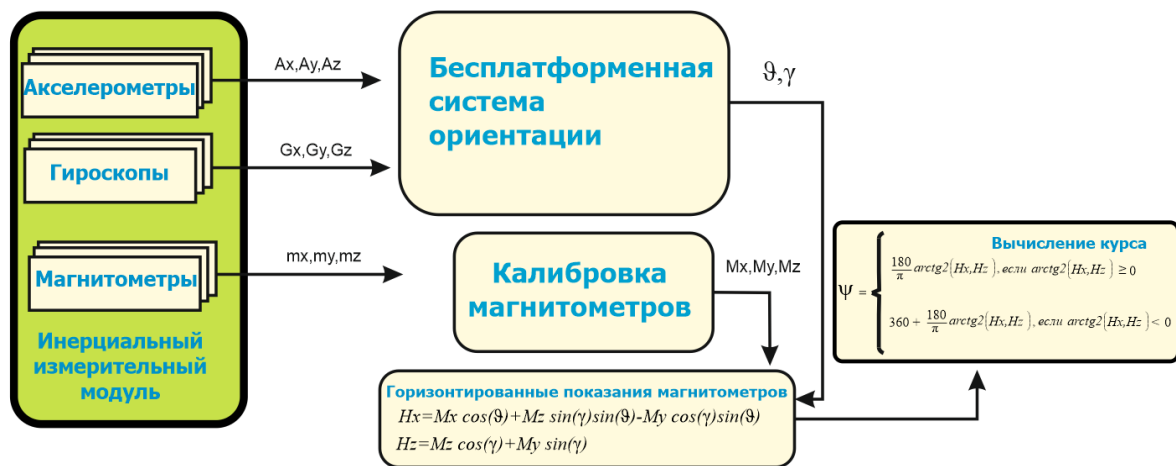 Акселерометры
Гироскопы
Магнитометры
Инерциальный
измерительный
модуль
Ax,Ay,Az
Gx,Gy,Gz
mx,my,mz
Бесплатформенная
система
ориентации
ϑ,γ
Калибровка
магнитометров
Mx,My,Mz
Горизонтированные показания магнитометров
Hx=Mx cos(ϑ)+Mz sin(γ)sin(ϑ)-My cos(γ)sin(ϑ)
Hz=Mz cos(γ)+My sin(γ)
Вычисление курса
ψ = { 180/π arctg2(Hx,Hz), если arctg2(Hx,Hz) ≥ 0
360 + 180/π arctg2(Hx,Hz), если arctg2(Hx,Hz) < 0